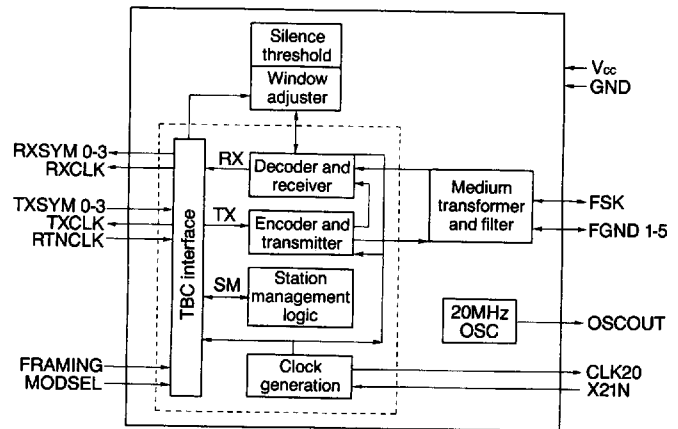 Silence
threshold
Window
adjuster
Vcc
GND
RXSYM 0-3
RXCLK
RX
Decoder and
receiver
TXSYM 0-3
TXCLK
RTNCLK
TX
Encoder and
transmitter
Medium
transformer
and filter
FSK
FGND 1-5
TBC interface
SM
Station
management
logic
20MHz
OSC
OSCOUT
FRAMING
MODSEL
Clock
generation
CLK20
X21N